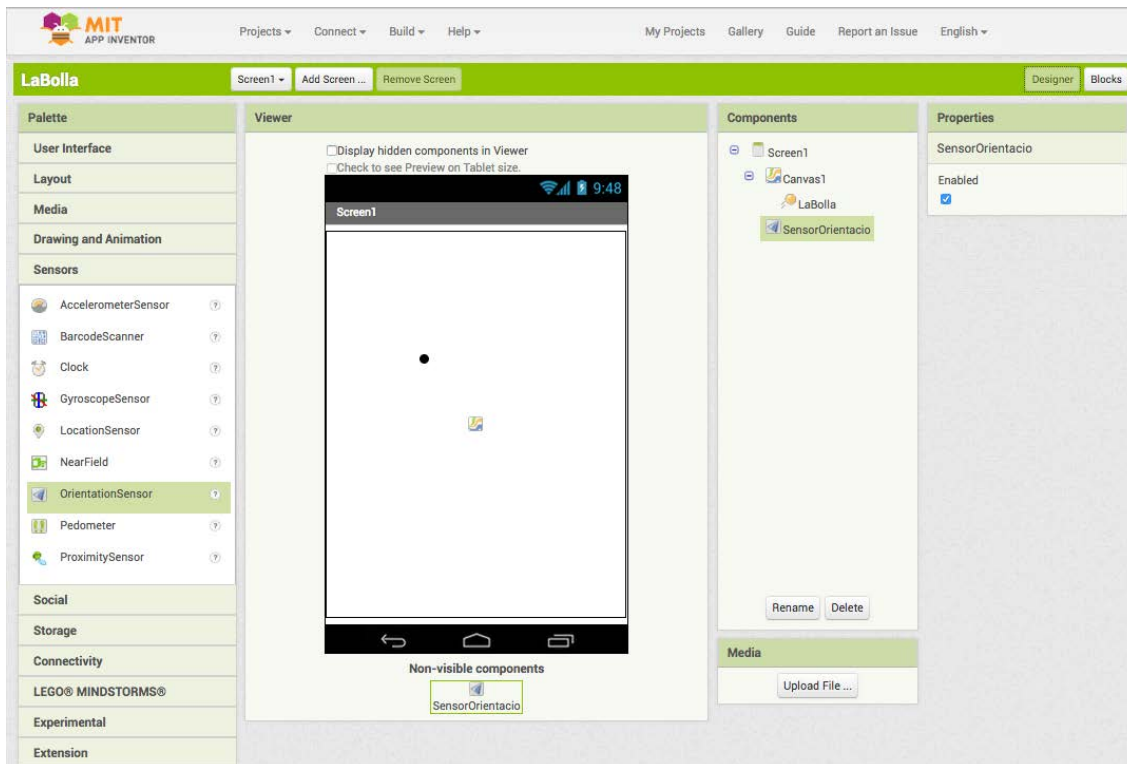 MIT
APP INVENTOR
Projects Connect Build Help My Projects Gallery Guide Report an Issue English
LaBolla Screen1 Add Screen ... Remove Screen Designer Blocks
Palette
User Interface
Layout
Media
Drawing and Animation
Sensors
AccelerometerSensor ?
BarcodeScanner ?
Clock ?
GyroscopeSensor ?
LocationSensor ?
NearField ?
OrientationSensor ?
Pedometer ?
ProximitySensor ?
Social
Storage
Connectivity
LEGO® MINDSTORMS®
Experimental
Extension
Viewer
Display hidden components in Viewer
Check to see Preview on Tablet size.
9:48
Screen1
Non-visible components
SensorOrientacio
Components
Screen1
Canvas1
LaBolla
SensorOrientacio
Rename Delete
Media
Upload File ...
Properties
SensorOrientacio
Enabled